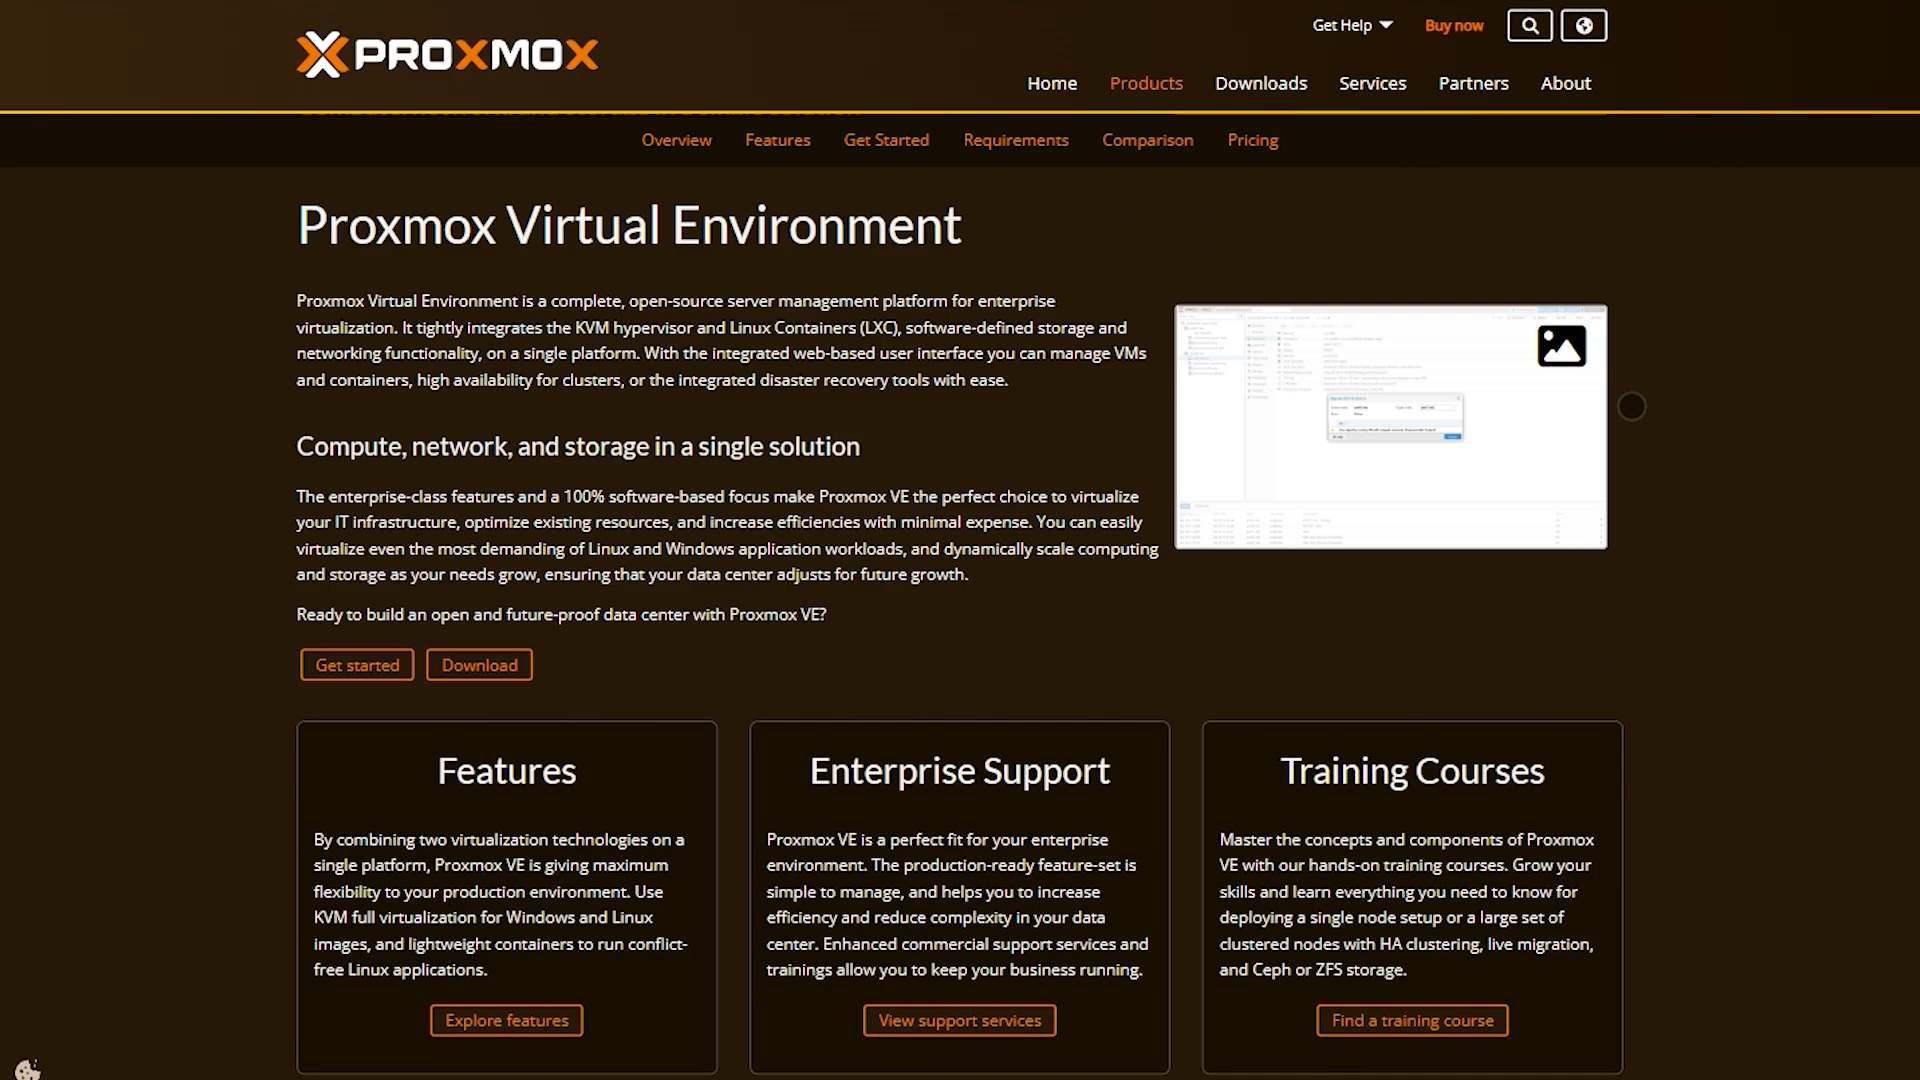 PROXMOX
Get Help
Buy now
Home
Products
Downloads
Services
Partners
About
Overview
Features
Get Started
Requirements
Comparison
Pricing
Proxmox Virtual Environment
Proxmox Virtual Environment is a complete, open-source server management platform for enterprise
virtualization. It tightly integrates the KVM hypervisor and Linux Containers (LXC), software-defined storage and
networking functionality, on a single platform. With the integrated web-based user interface you can manage VMs
and containers, high availability for clusters, or the integrated disaster recovery tools with ease.
Compute, network, and storage in a single solution
The enterprise-class features and a 100% software-based focus make Proxmox VE the perfect choice to virtualize
your IT infrastructure, optimize existing resources, and increase efficiencies with minimal expense. You can easily
virtualize even the most demanding of Linux and Windows application workloads, and dynamically scale computing
and storage as your needs grow, ensuring that your data center adjusts for future growth.
Ready to build an open and future-proof data center with Proxmox VE?
Get started
Download
Features
By combining two virtualization technologies on a
single platform, Proxmox VE is giving maximum
flexibility to your production environment. Use
KVM full virtualization for Windows and Linux
images, and lightweight containers to run conflict-
free Linux applications.
Explore features
Enterprise Support
Proxmox VE is a perfect fit for your enterprise
environment. The production-ready feature-set is
simple to manage, and helps you to increase
efficiency and reduce complexity in your data
center. Enhanced commercial support services and
trainings allow you to keep your business running.
View support services
Training Courses
Master the concepts and components of Proxmox
VE with our hands-on training courses. Grow your
skills and learn everything you need to know for
deploying a single node setup or a large set of
clustered nodes with HA clustering, live migration,
and Ceph or ZFS storage.
Find a training course